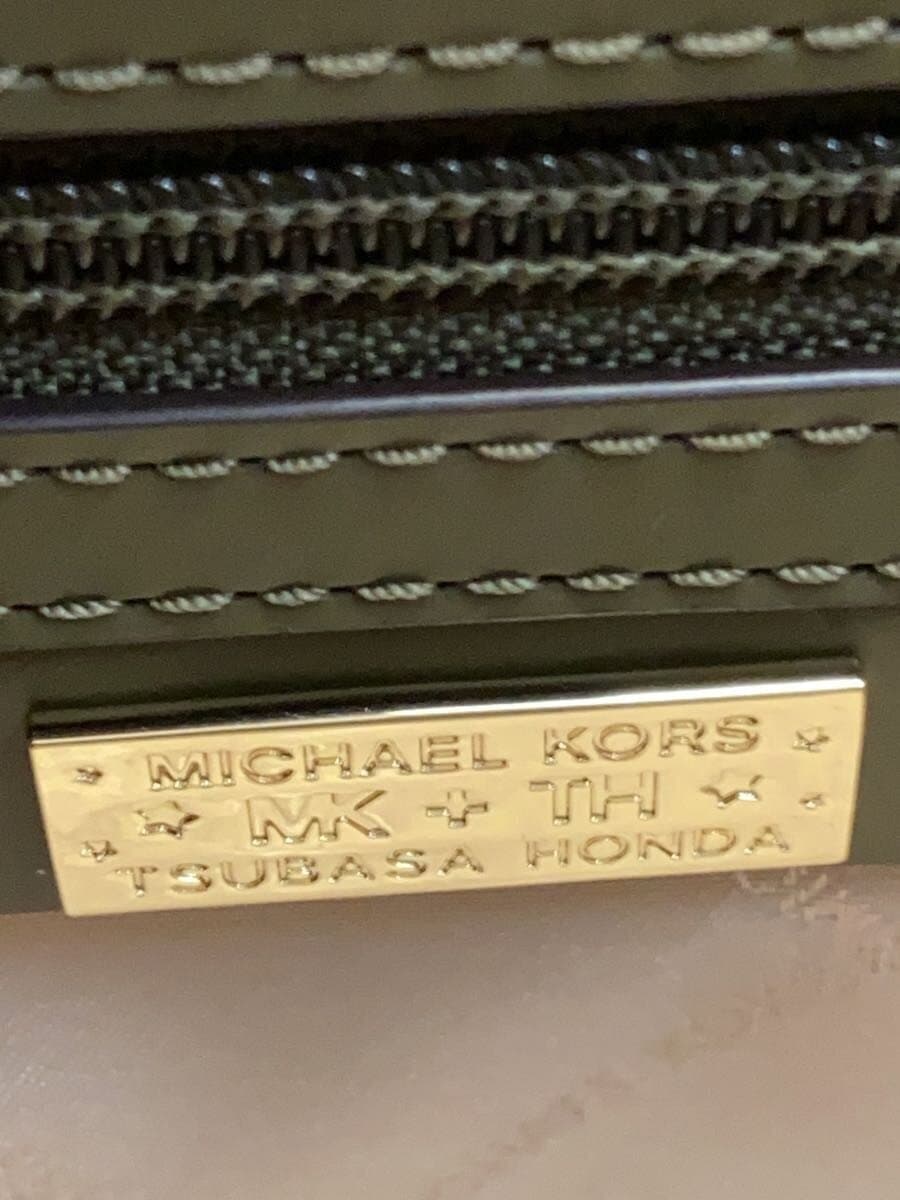 MICHAEL KORS
MK + TH
TSUBASA HONDA